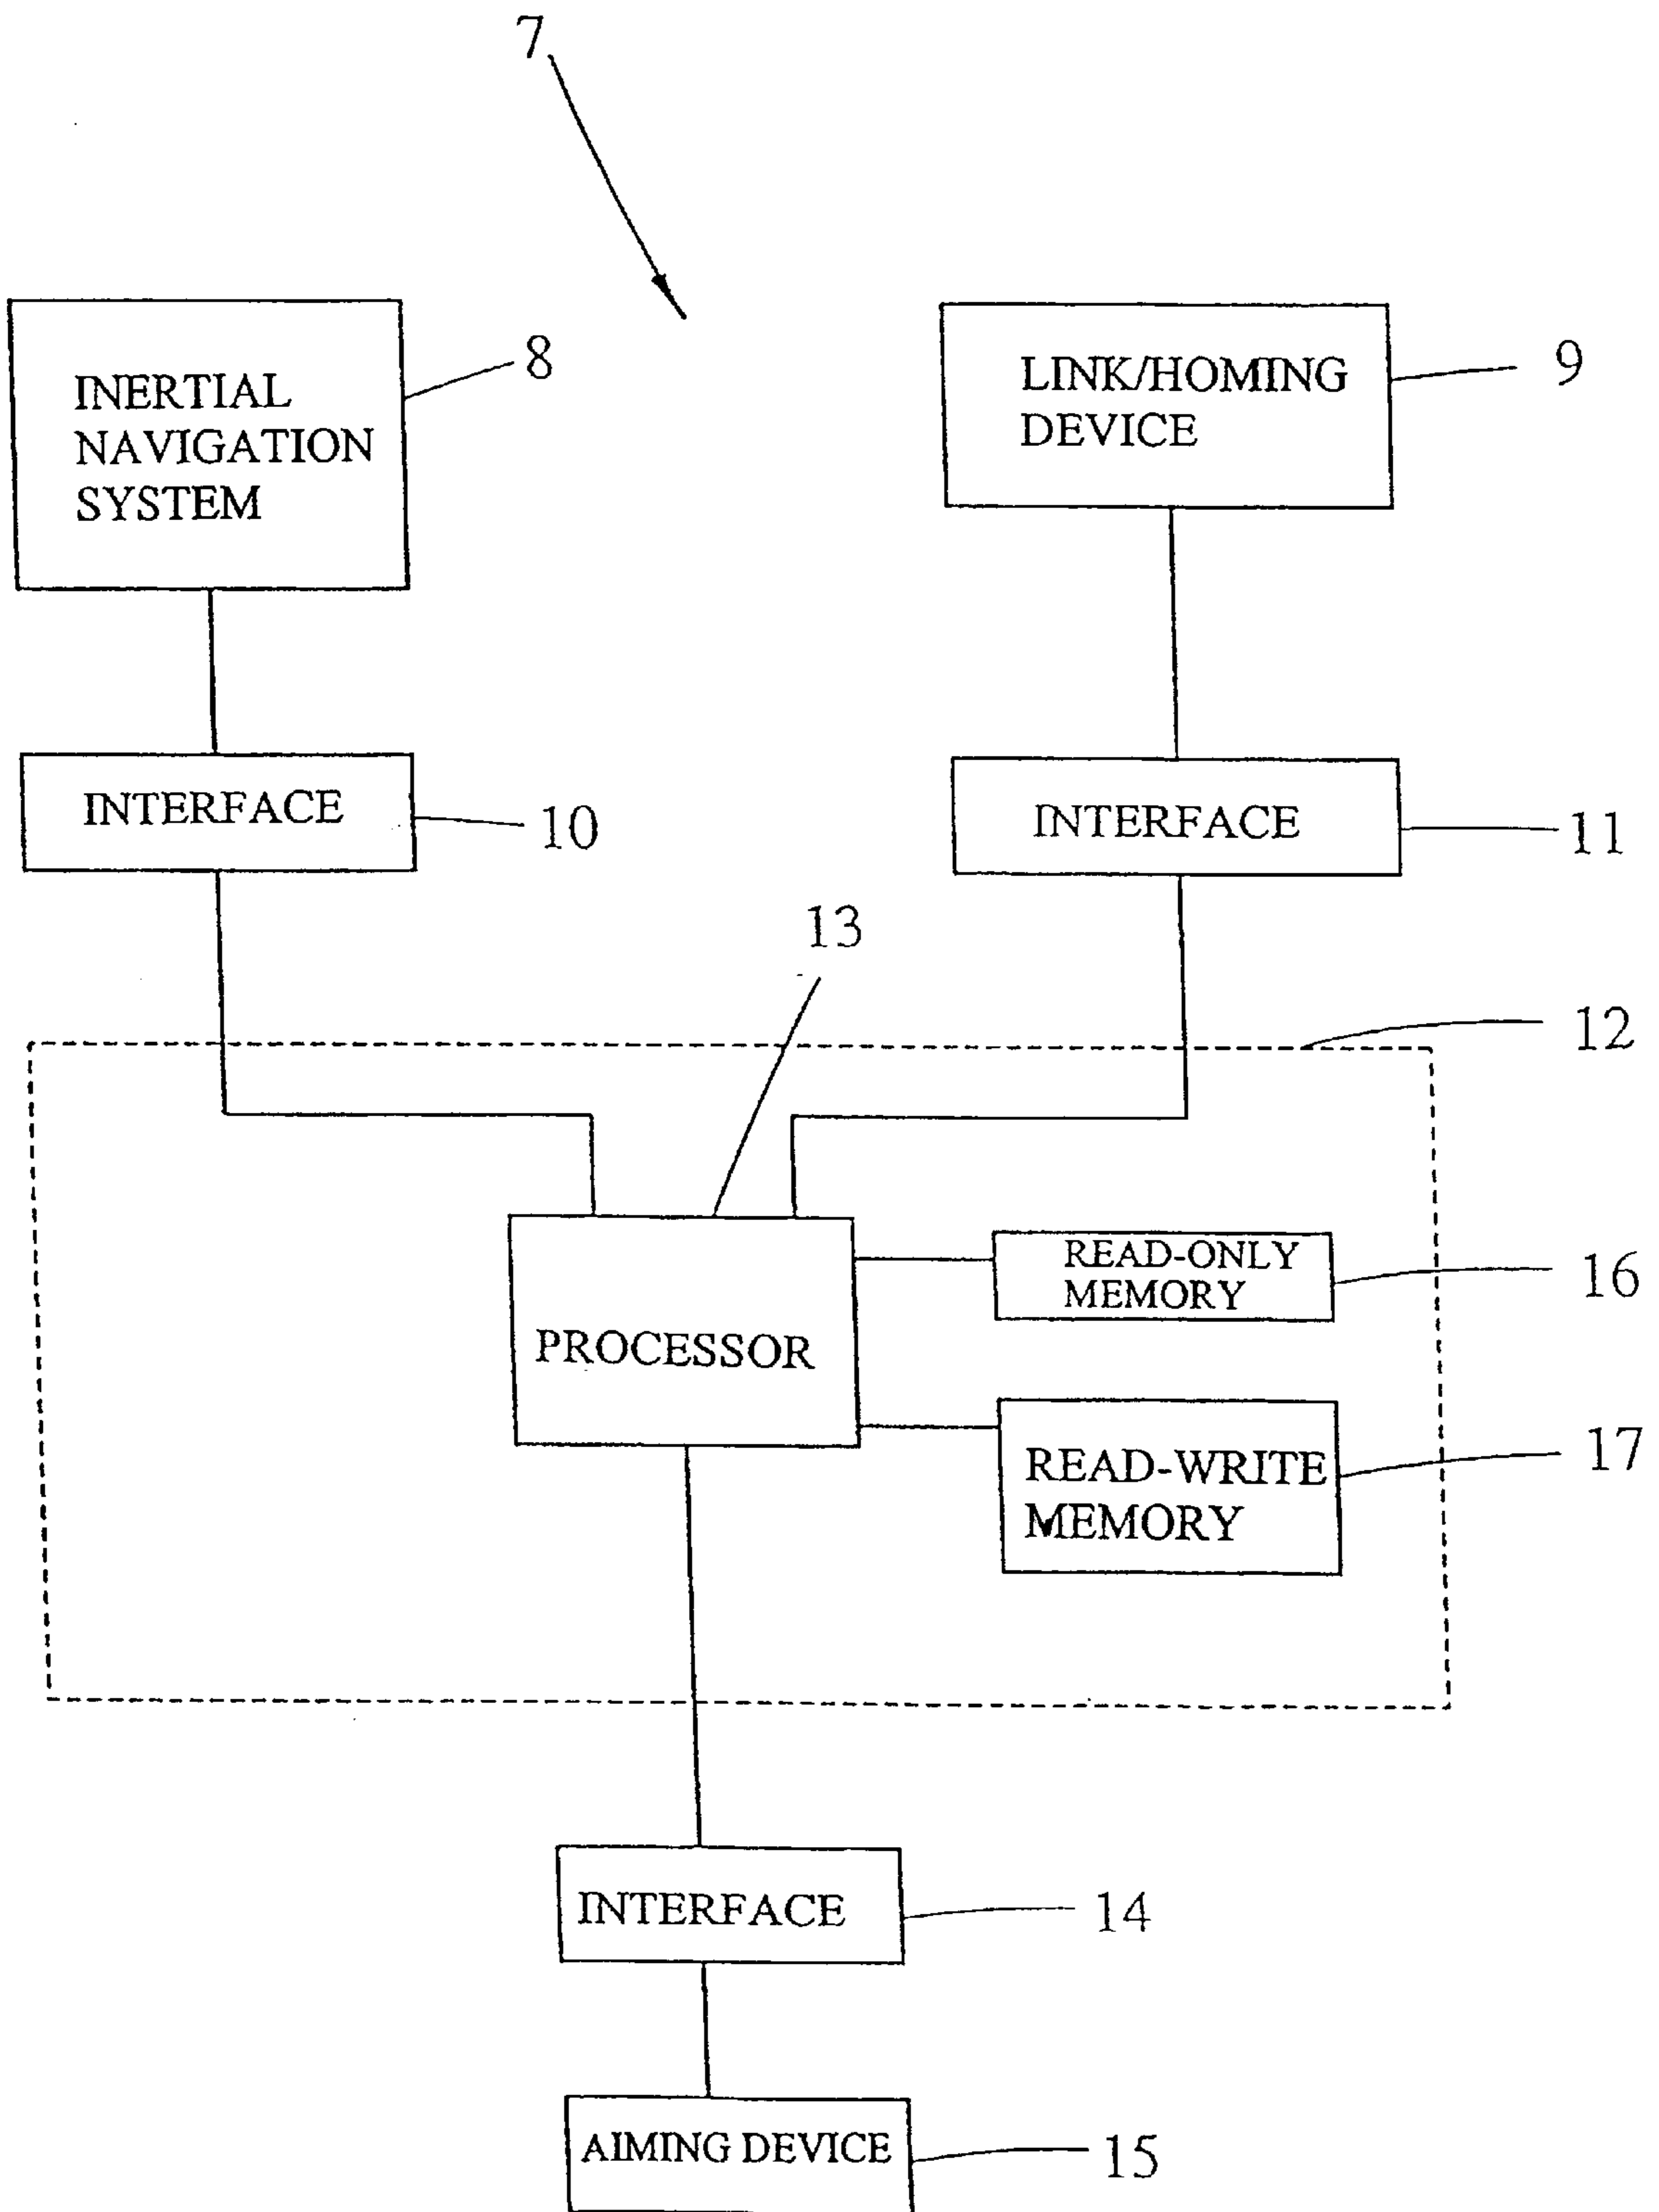 7
INERTIAL
NAVIGATION
SYSTEM
8
LINK/HOMING
DEVICE
9
INTERFACE
10
INTERFACE
11
13
12
PROCESSOR
READ-ONLY
MEMORY
16
READ-WRITE
MEMORY
17
INTERFACE
14
AIMING DEVICE
15